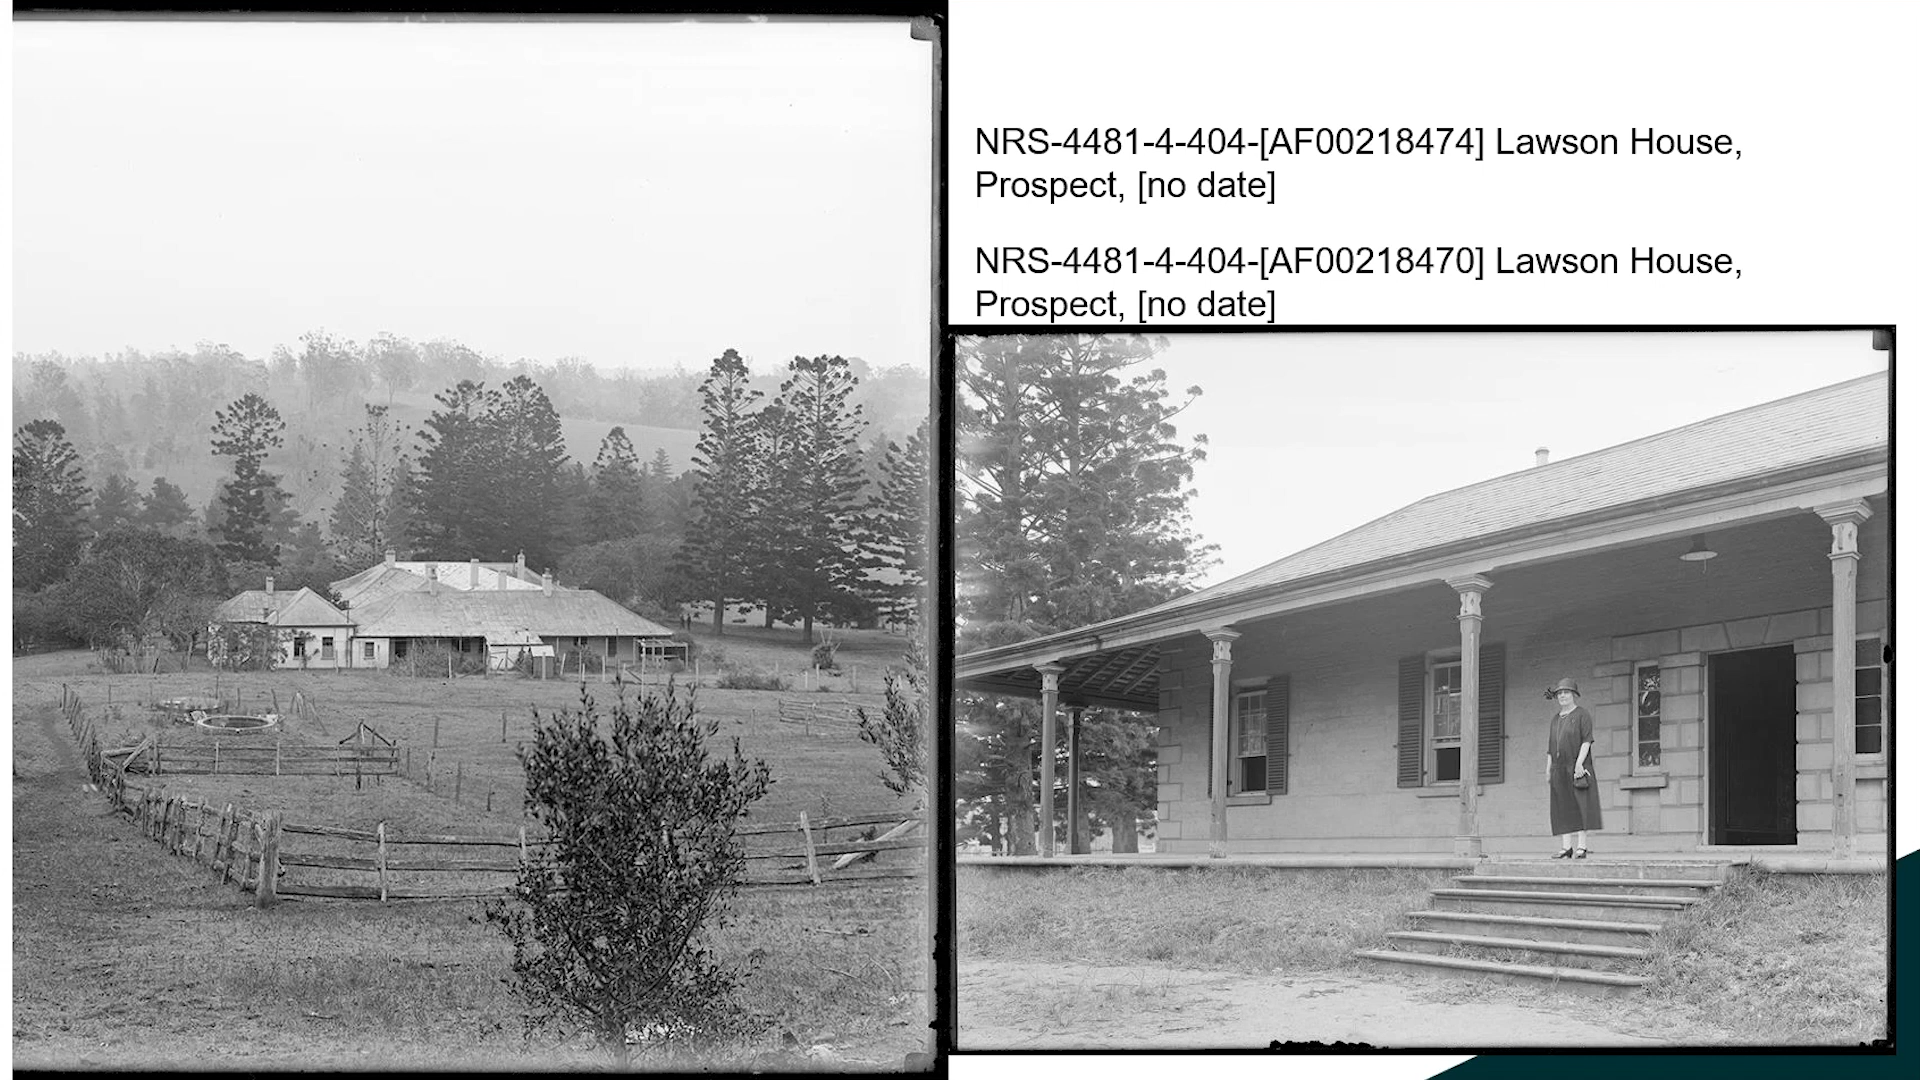 NRS-4481-4-404-[AF00218474] Lawson House,
Prospect, [no date]
NRS-4481-4-404-[AF00218470] Lawson House,
Prospect, [no date]